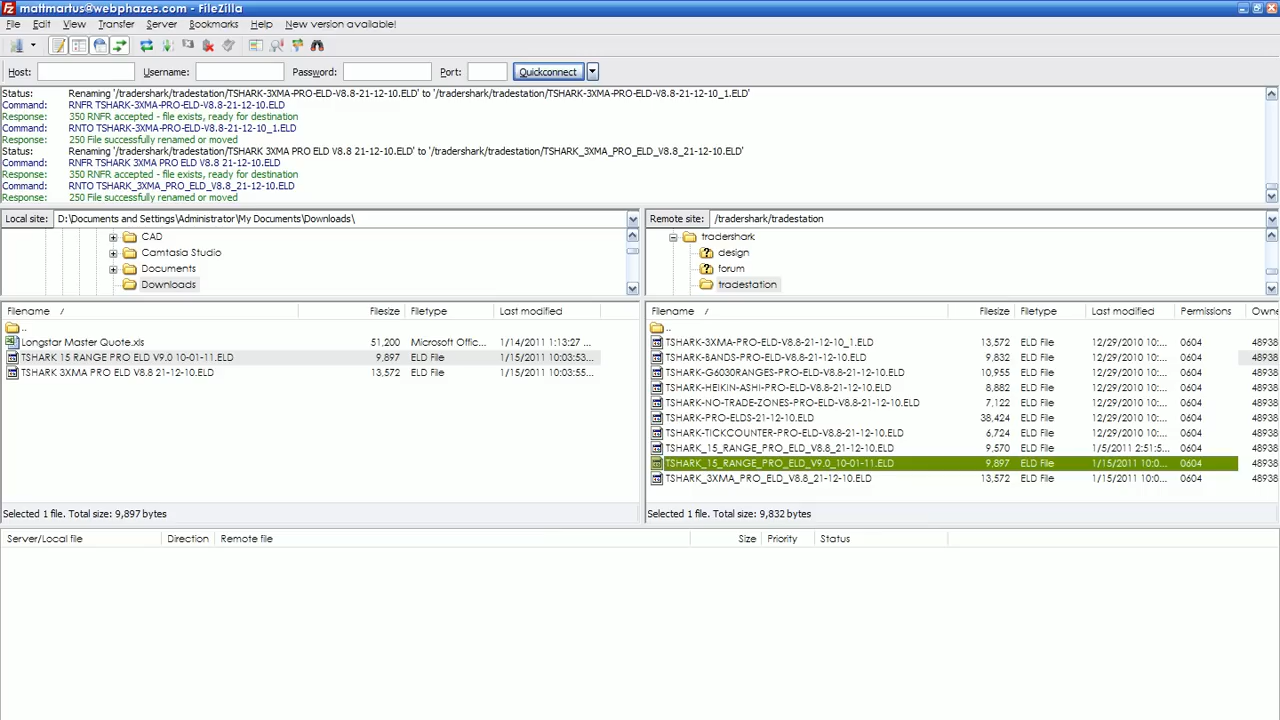 mattmartus@webphazes.com - FileZilla
File Edit View Transfer Server Bookmarks Help New version available!
Host: Username: Password: Port: Quickconnect
Status: Renaming '/tradershark/tradestation/TSHARK-3XMA-PRO-ELD-V8.8-21-12-10.ELD' to '/tradershark/tradestation/TSHARK-3XMA-PRO-ELD-V8.8-21-12-10_1.ELD'
Command: RNFR TSHARK-3XMA-PRO-ELD-V8.8-21-12-10.ELD
Response: 350 RNFR accepted - file exists, ready for destination
Command: RNTO TSHARK-3XMA-PRO-ELD-V8.8-21-12-10_1.ELD
Response: 250 File successfully renamed or moved
Status: Renaming '/tradershark/tradestation/TSHARK 3XMA PRO ELD V8.8 21-12-10.ELD' to '/tradershark/tradestation/TSHARK_3XMA_PRO_ELD_V8.8_21-12-10.ELD'
Command: RNFR TSHARK 3XMA PRO ELD V8.8 21-12-10.ELD
Response: 350 RNFR accepted - file exists, ready for destination
Command: RNTO TSHARK_3XMA_PRO_ELD_V8.8_21-12-10.ELD
Response: 250 File successfully renamed or moved
Local site: D:\Documents and Settings\Administrator\My Documents\Downloads\
CAD
Camtasia Studio
Documents
Downloads
Filename / Filesize Filetype Last modified
..
Longstar Master Quote.xls 51,200 Microsoft Offic... 1/14/2011 1:13:27 ...
TSHARK 15 RANGE PRO ELD V9.0 10-01-11.ELD 9,897 ELD File 1/15/2011 10:03:53...
TSHARK 3XMA PRO ELD V8.8 21-12-10.ELD 13,572 ELD File 1/15/2011 10:03:55...
Selected 1 file. Total size: 9,897 bytes
Remote site: /tradershark/tradestation
tradershark
design
forum
tradestation
Filename / Filesize Filetype Last modified Permissions Owne
..
TSHARK-3XMA-PRO-ELD-V8.8-21-12-10_1.ELD 13,572 ELD File 12/29/2010 10:... 0604 48938
TSHARK-BANDS-PRO-ELD-V8.8-21-12-10.ELD 9,832 ELD File 12/29/2010 10:... 0604 48938
TSHARK-G6030RANGES-PRO-ELD-V8.8-21-12-10.ELD 10,955 ELD File 12/29/2010 10:... 0604 48938
TSHARK-HEIKIN-ASHI-PRO-ELD-V8.8-21-12-10.ELD 8,882 ELD File 12/29/2010 10:... 0604 48938
TSHARK-NO-TRADE-ZONES-PRO-ELD-V8.8-21-12-10.ELD 7,122 ELD File 12/29/2010 10:... 0604 48938
TSHARK-PRO-ELDS-21-12-10.ELD 38,424 ELD File 12/29/2010 10:... 0604 48938
TSHARK-TICKCOUNTER-PRO-ELD-V8.8-21-12-10.ELD 6,724 ELD File 12/29/2010 10:... 0604 48938
TSHARK_15_RANGE_PRO_ELD_V8.8_21-12-10.ELD 9,570 ELD File 1/5/2011 2:51:5... 0604 48938
TSHARK_15_RANGE_PRO_ELD_V9.0_10-01-11.ELD 9,897 ELD File 1/15/2011 10:0... 0604 48938
TSHARK_3XMA_PRO_ELD_V8.8_21-12-10.ELD 13,572 ELD File 1/15/2011 10:0... 0604 48938
Selected 1 file. Total size: 9,832 bytes
Server/Local file Direction Remote file Size Priority Status